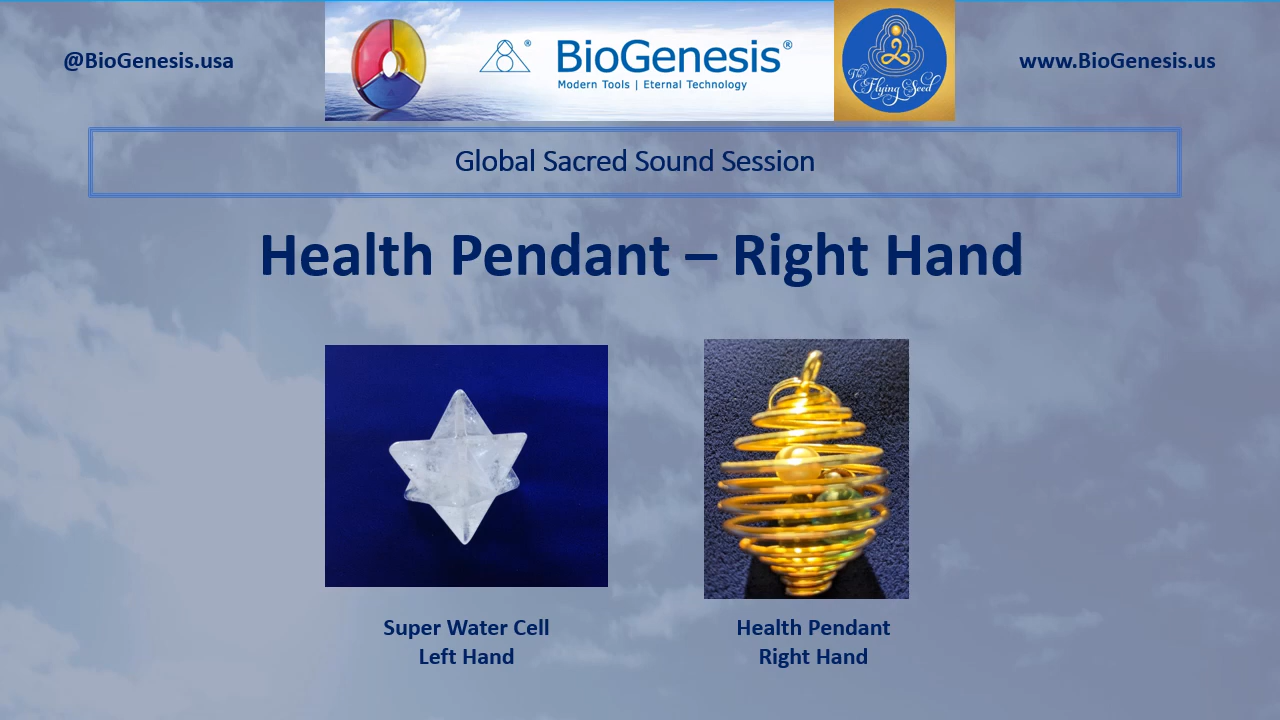 @BioGenesis.usa
BioGenesis®
Modern Tools | Eternal Technology
®
The Flying Seed
www.BioGenesis.us
Global Sacred Sound Session
Health Pendant – Right Hand
Super Water Cell
Left Hand
Health Pendant
Right Hand